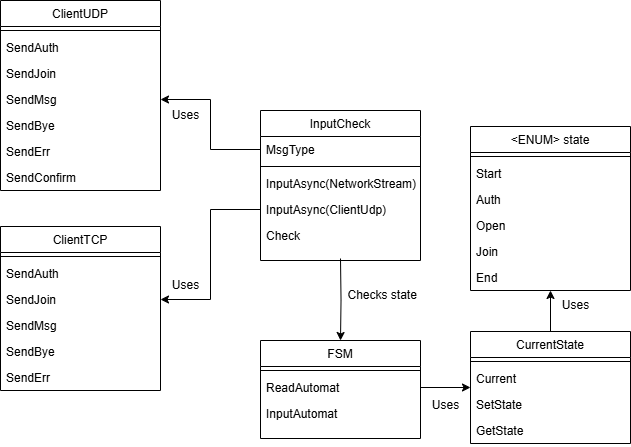 ClientUDP
SendAuth
SendJoin
SendMsg
SendBye
SendErr
SendConfirm
Uses
InputCheck
MsgType
InputAsync(NetworkStream)
InputAsync(ClientUdp)
Check
<ENUM> state
Start
Auth
Open
Join
End
ClientTCP
SendAuth
SendJoin
SendMsg
SendBye
SendErr
Uses
Checks state
Uses
FSM
ReadAutomat
InputAutomat
Uses
CurrentState
Current
SetState
GetState